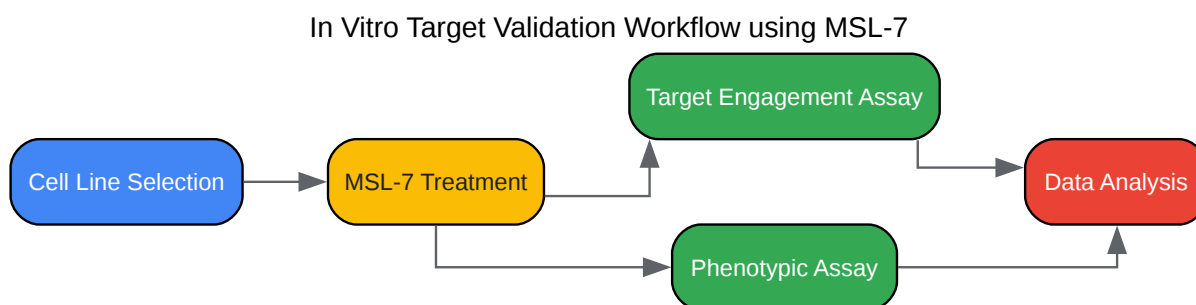 In Vitro Target Validation Workflow using MSL-7
Target Engagement Assay
Cell Line Selection
MSL-7 Treatment
Data Analysis
Phenotypic Assay